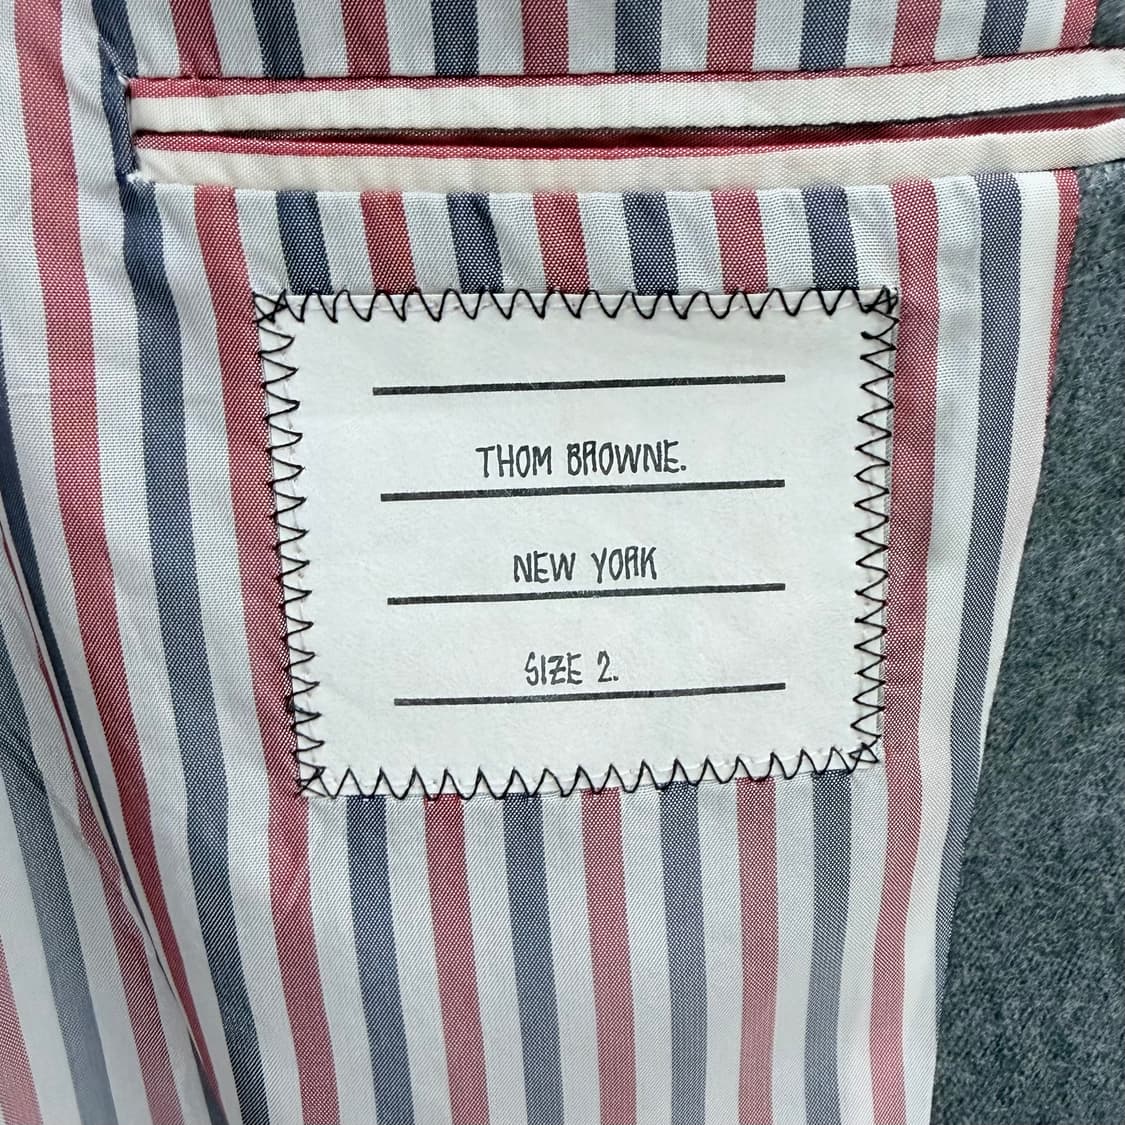 THOM BROWNE.
NEW YORK
SIZE 2.